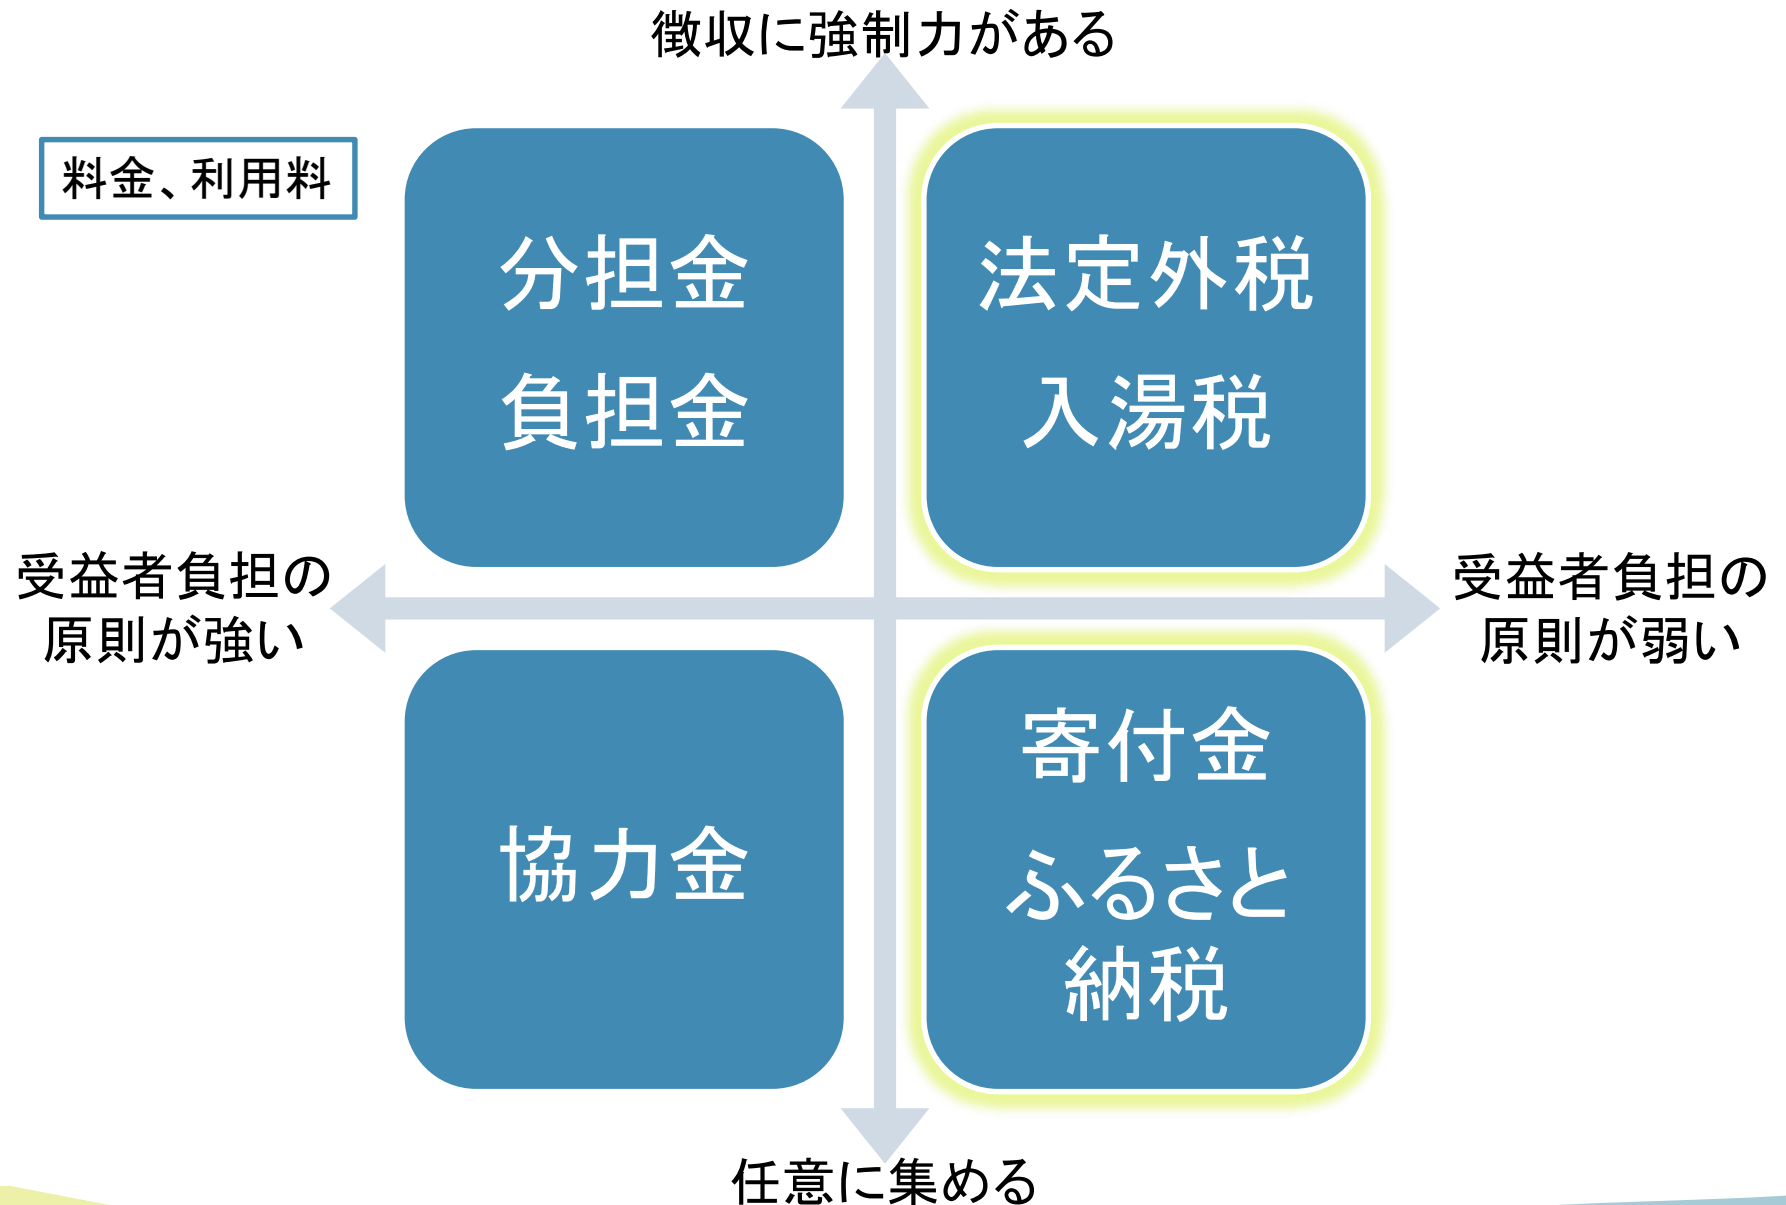 徴収に強制力がある
料金、利用料
分担金
負担金
法定外税
入湯税
受益者負担の
原則が強い
受益者負担の
原則が弱い
協力金
寄付金
ふるさと
納税
任意に集める